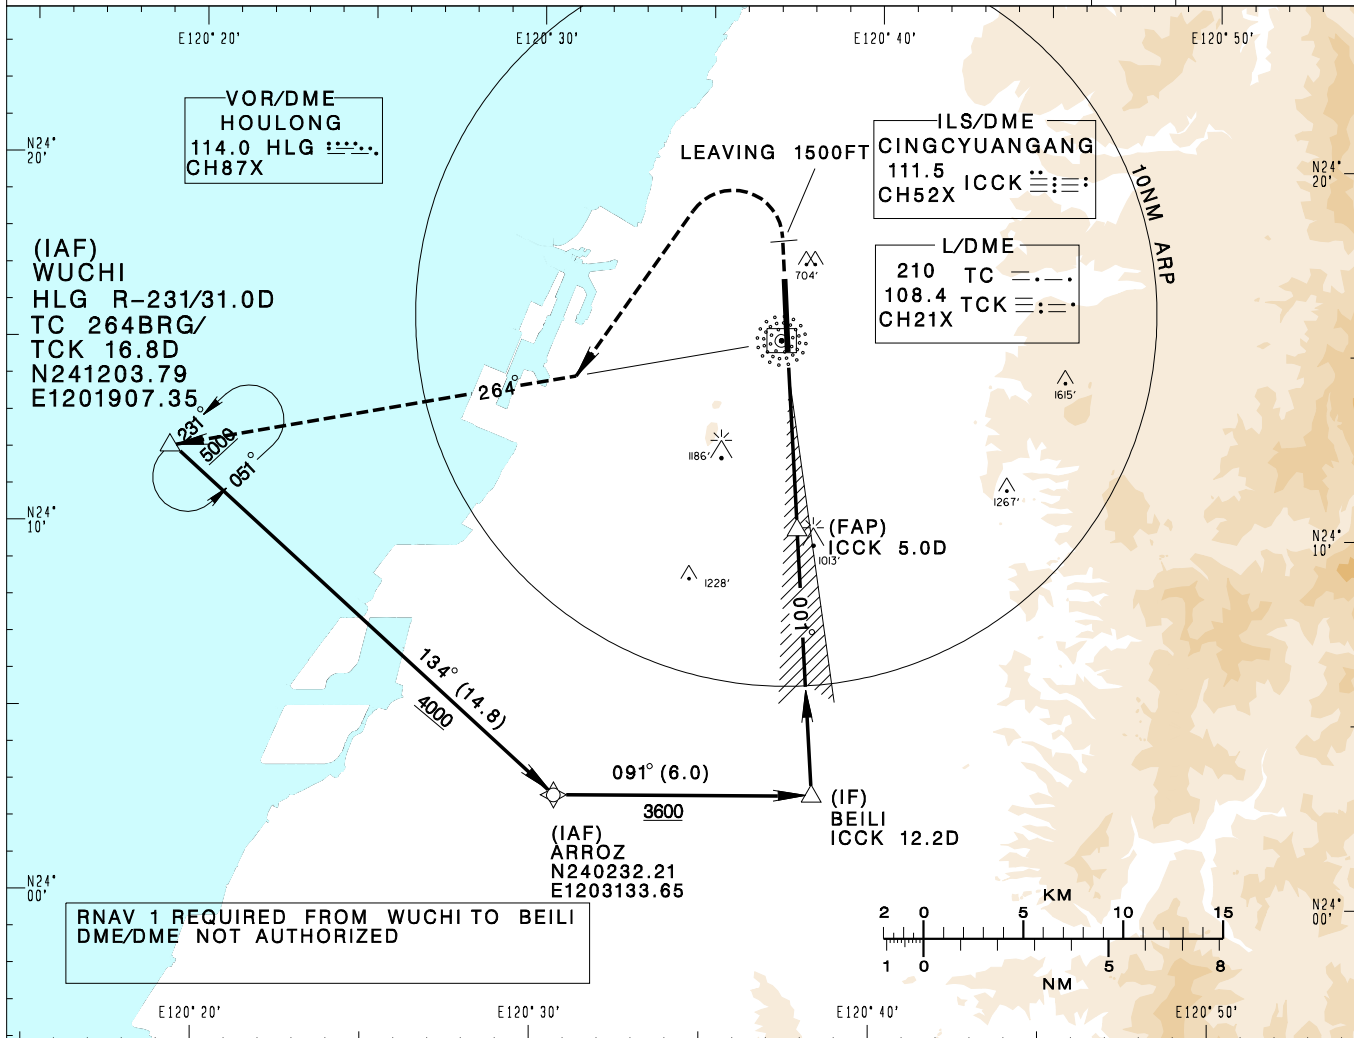 E120°20'
E120°30'
E120°40'
E120°50'
VOR/DME
HOULONG
114.0 HLG
CH87X
N24°
20'
LEAVING 1500FT
ILS/DME
CINGCYUANGANG
111.5
CH52X ICCK
N24°
20'
10NM ARP
(IAF)
WUCHI
HLG R-231/31.0D
TC 264BRG/
TCK 16.8D
N241203.79
E1201907.35
L/DME
210 TC
108.4
CH21X TCK
704'
264°
1615'
231°
5000
051°
1186'
1267'
N24°
10'
(FAP)
ICCK 5.0D
1013'
N24°
10'
1228'
001°
134° (14.8)
4000
091° (6.0)
3600
(IF)
BEILI
ICCK 12.2D
(IAF)
ARROZ
N240232.21
E1203133.65
N24°
00'
RNAV 1 REQUIRED FROM WUCHI TO BEILI
DME/DME NOT AUTHORIZED
KM
2 0 5 10 15
1 0 5 8
NM
N24°
00'
E120°20'
E120°30'
E120°40'
E120°50'